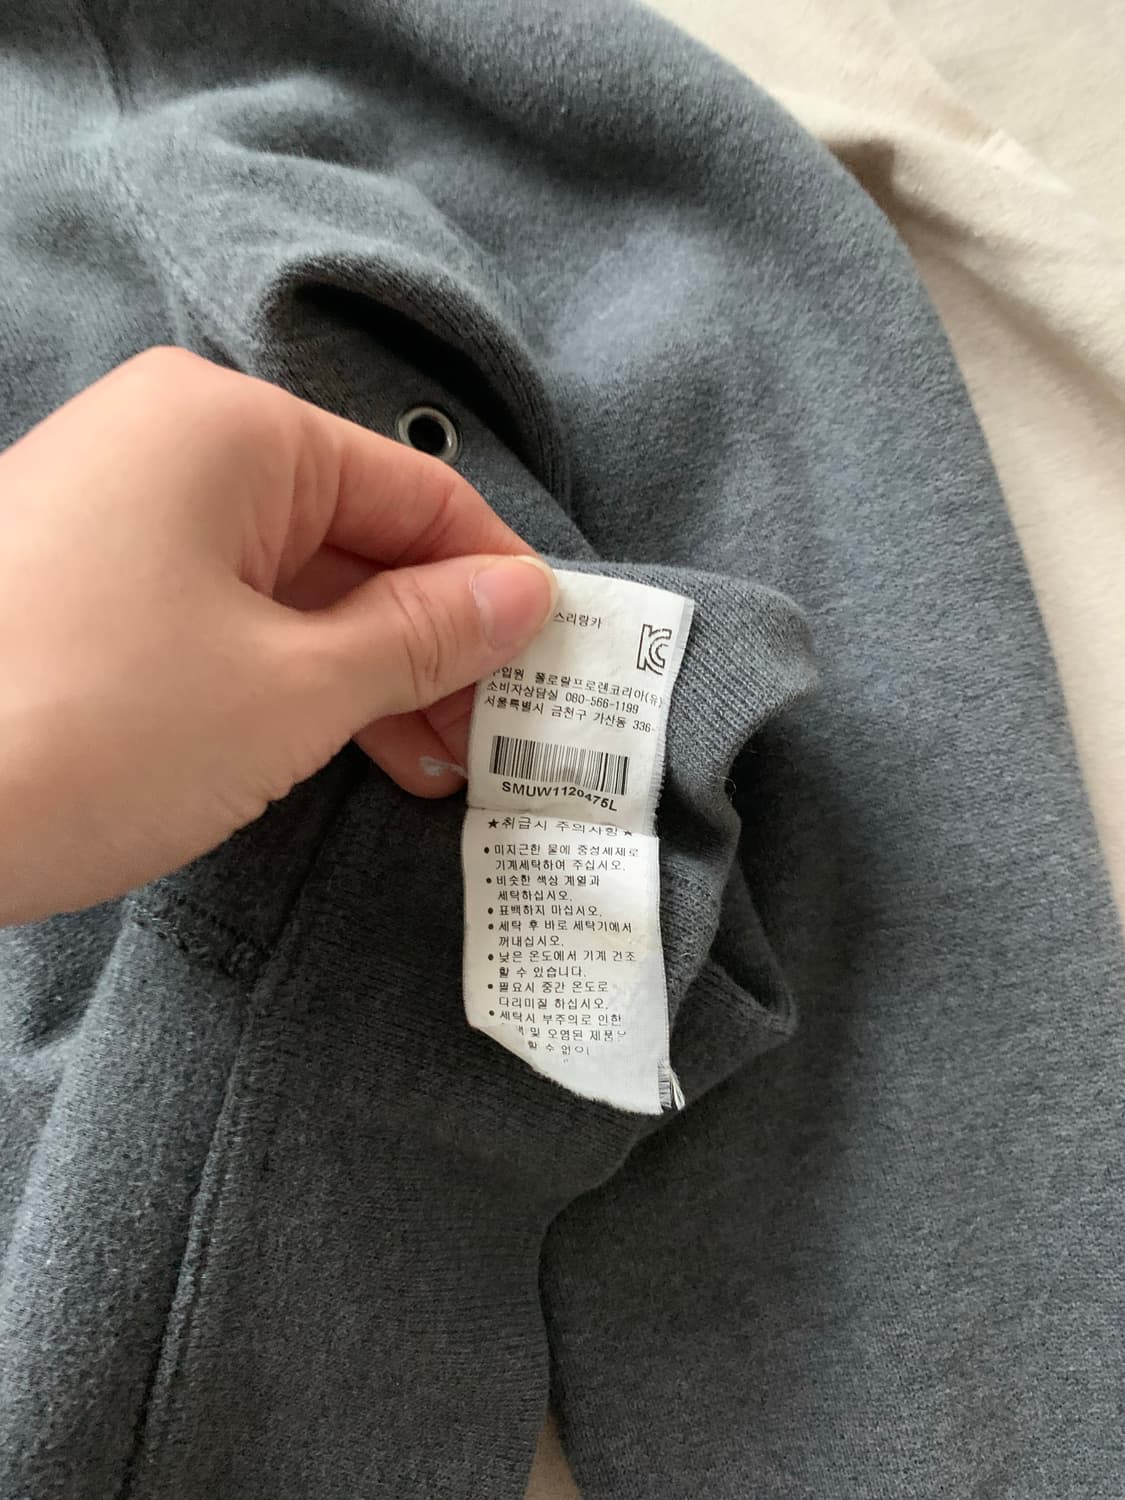 스리랑카
입원 폴로랄프로렌코리아(유)
소비자상담실 080-566-1199
서울특별시 금천구 가산동 336-
SMUW1120475L
★취급시 주의사항★
• 미지근한 물에 중성세제로
기계세탁하여 주십시오.
• 비슷한 색상 계열과
세탁하십시오.
• 표백하지 마십시오.
• 세탁 후 바로 세탁기에서
꺼내십시오.
• 낮은 온도에서 기계 건조
할 수 있습니다.
• 필요시 중간 온도로
다리미질 하십시오.
• 세탁시 부주의로 인한
및 오염된 제품
할 수 없